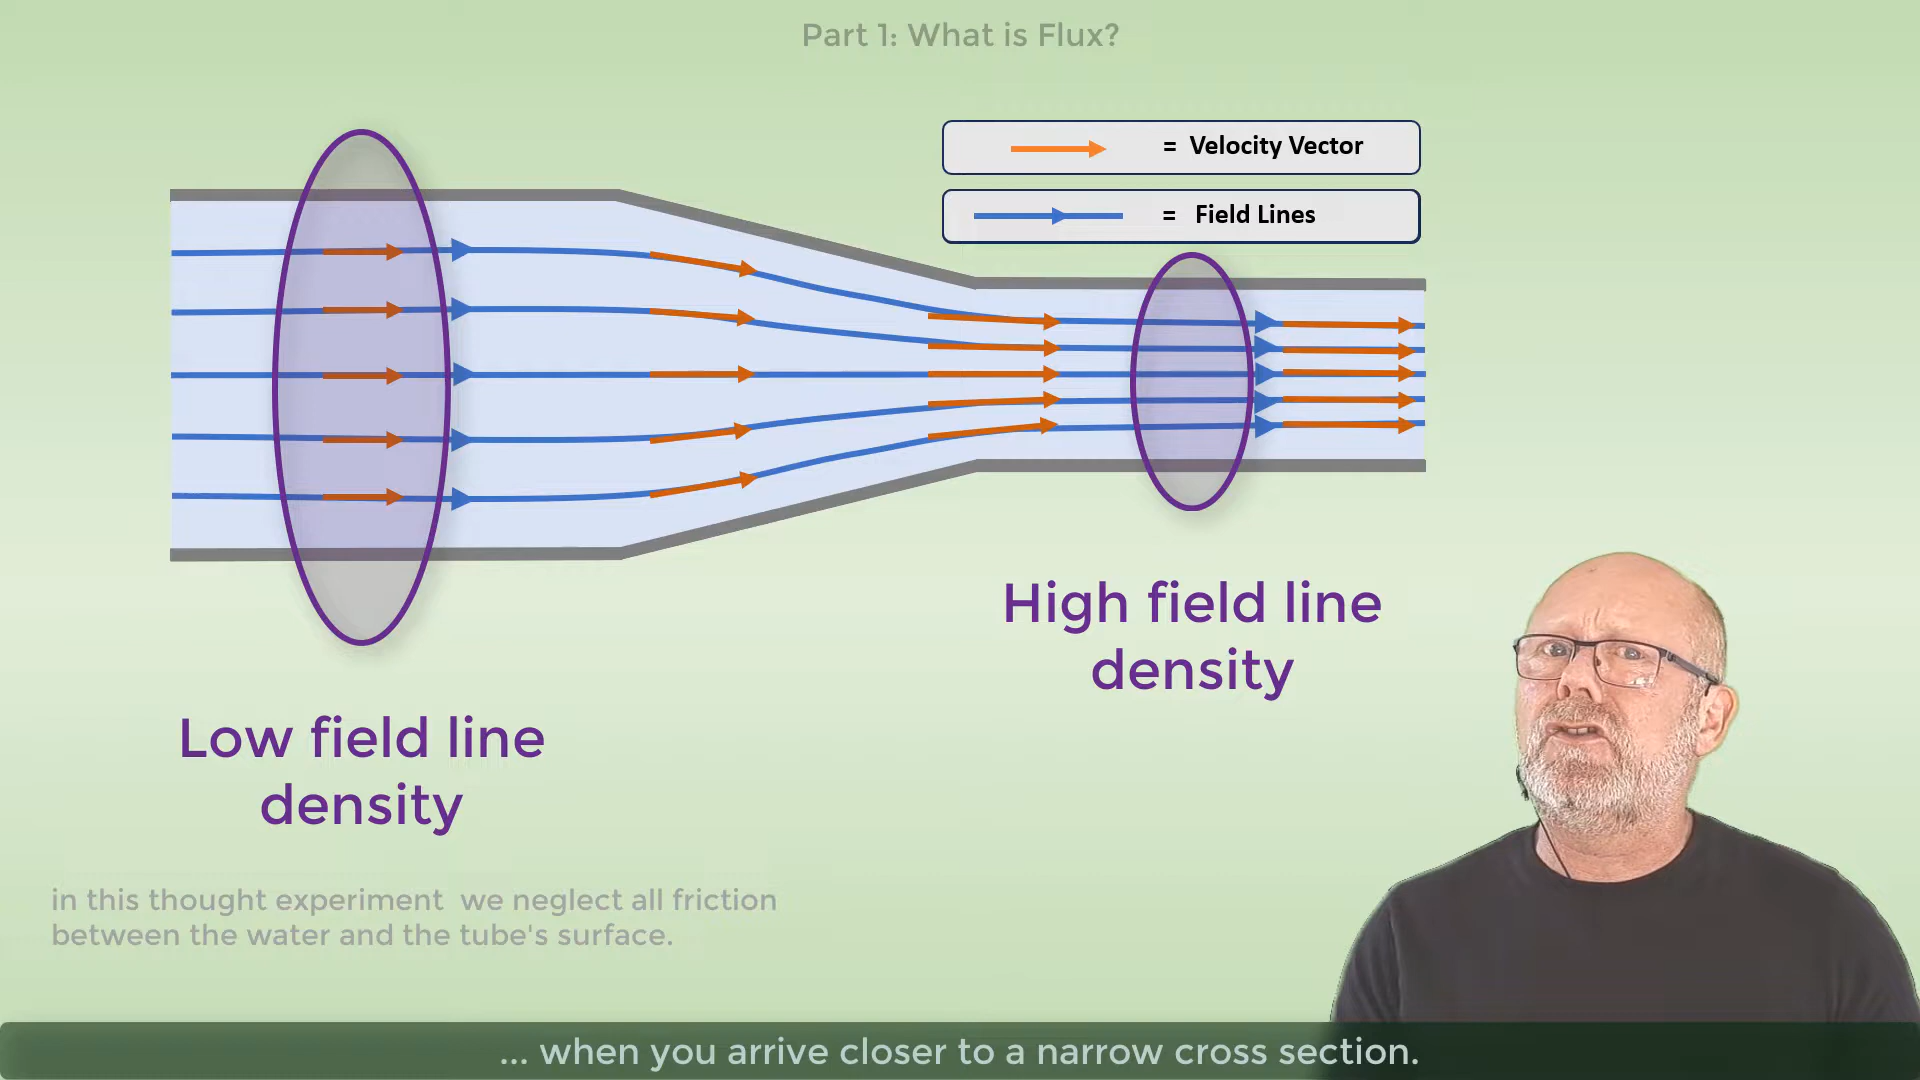 Part 1: What is Flux?
= Velocity Vector
= Field Lines
High field line
density
Low field line
density
in this thought experiment we neglect all friction
between the water and the tube's surface.
... when you arrive closer to a narrow cross section.